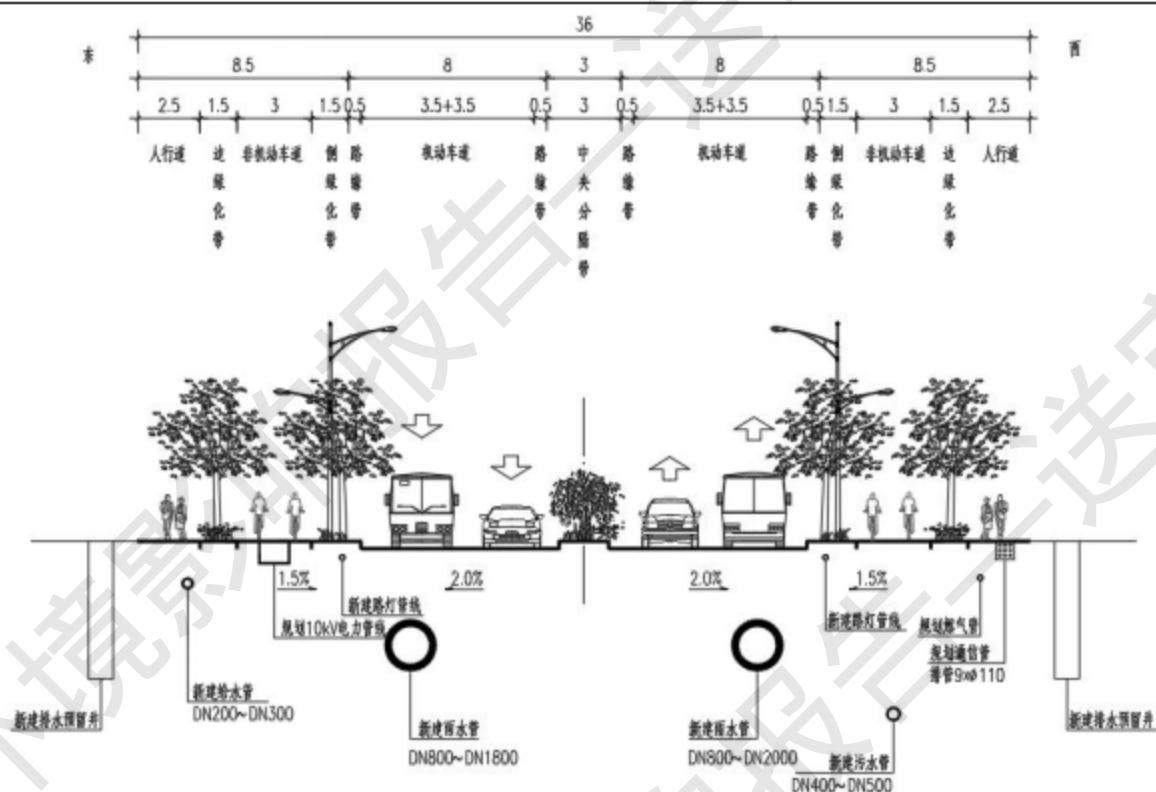 36
东
西
8.5 8 3 8 8.5
2.5 1.5 3 1.5 0.5 3.5+3.5 0.5 3 0.5 3.5+3.5 0.5 1.5 3 1.5 2.5
人行道 边绿化带 非机动车道 侧绿化带 路缘带 机动车道 路缘带 中央分隔带 路缘带 机动车道 路缘带 侧绿化带 非机动车道 边绿化带 人行道
1.5% 2.0% 2.0% 1.5%
新建路灯管线
规划10kV电力管线
新建路灯管线
规划燃气管
规划通信管
排管9xø110
新建给水管
DN200~DN300
新建排水预留井
新建雨水管
DN800~DN1800
新建雨水管
DN800~DN2000
新建污水管
DN400~DN500
新建排水预留井